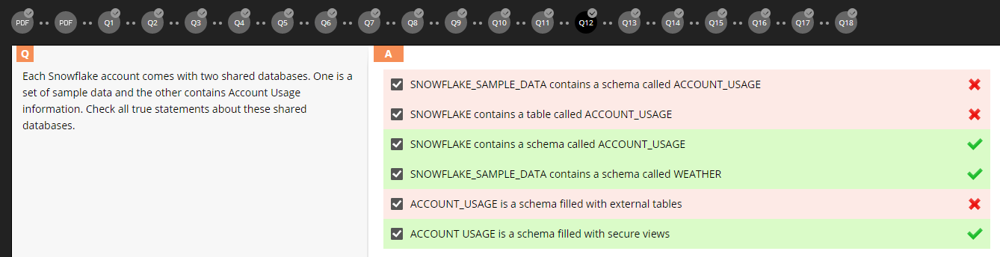 PDF PDF Q1 Q2 Q3 Q4 Q5 Q6 Q7 Q8 Q9 Q10 Q11 Q12 Q13 Q14 Q15 Q16 Q17 Q18
Q
Each Snowflake account comes with two shared databases. One is a
set of sample data and the other contains Account Usage
information. Check all true statements about these shared
databases.
A
SNOWFLAKE_SAMPLE_DATA contains a schema called ACCOUNT_USAGE
SNOWFLAKE contains a table called ACCOUNT_USAGE
SNOWFLAKE contains a schema called ACCOUNT_USAGE
SNOWFLAKE_SAMPLE_DATA contains a schema called WEATHER
ACCOUNT_USAGE is a schema filled with external tables
ACCOUNT USAGE is a schema filled with secure views